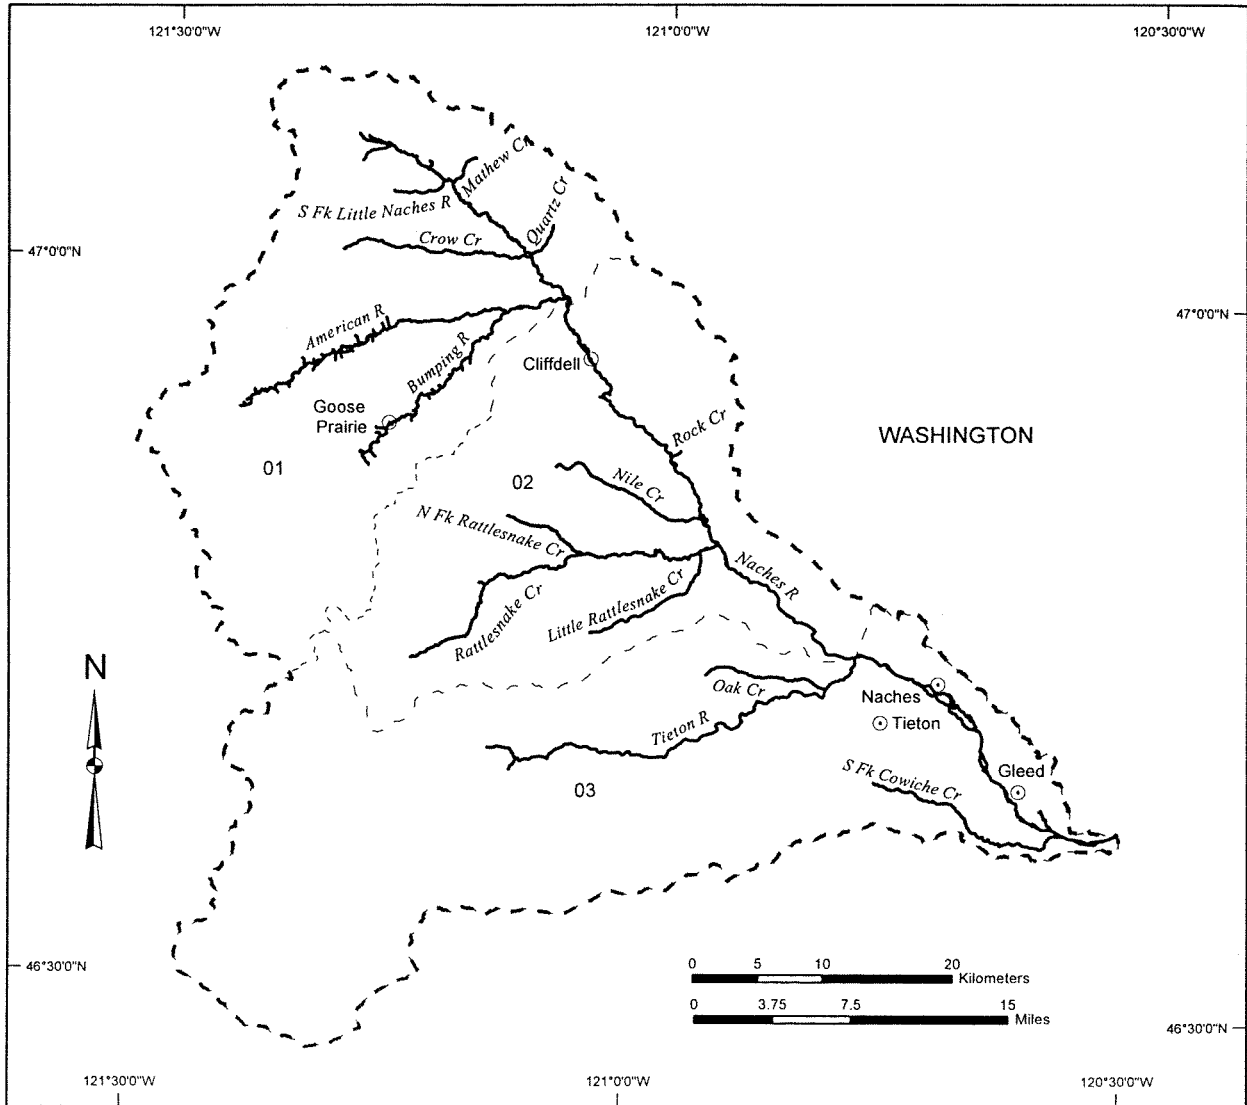 121°30'0"W
121°0'0"W
120°30'0"W
Mathew Cr
S Fk Little Naches R
Quartz Cr
Crow Cr
47°0'0"N
47°0'0"N
American R
Bumping R
Cliffdell
Goose
Prairie
Rock Cr
WASHINGTON
01
02
Nile Cr
N Fk Rattlesnake Cr
Naches R
Rattlesnake Cr
Little Rattlesnake Cr
N
Oak Cr
Naches
Tieton
Tieton R
Gleed
S Fk Cowiche Cr
03
46°30'0"N
0 5 10 20
Kilometers
0 3.75 7.5 15
Miles
46°30'0"N
121°30'0"W
121°0'0"W
120°30'0"W